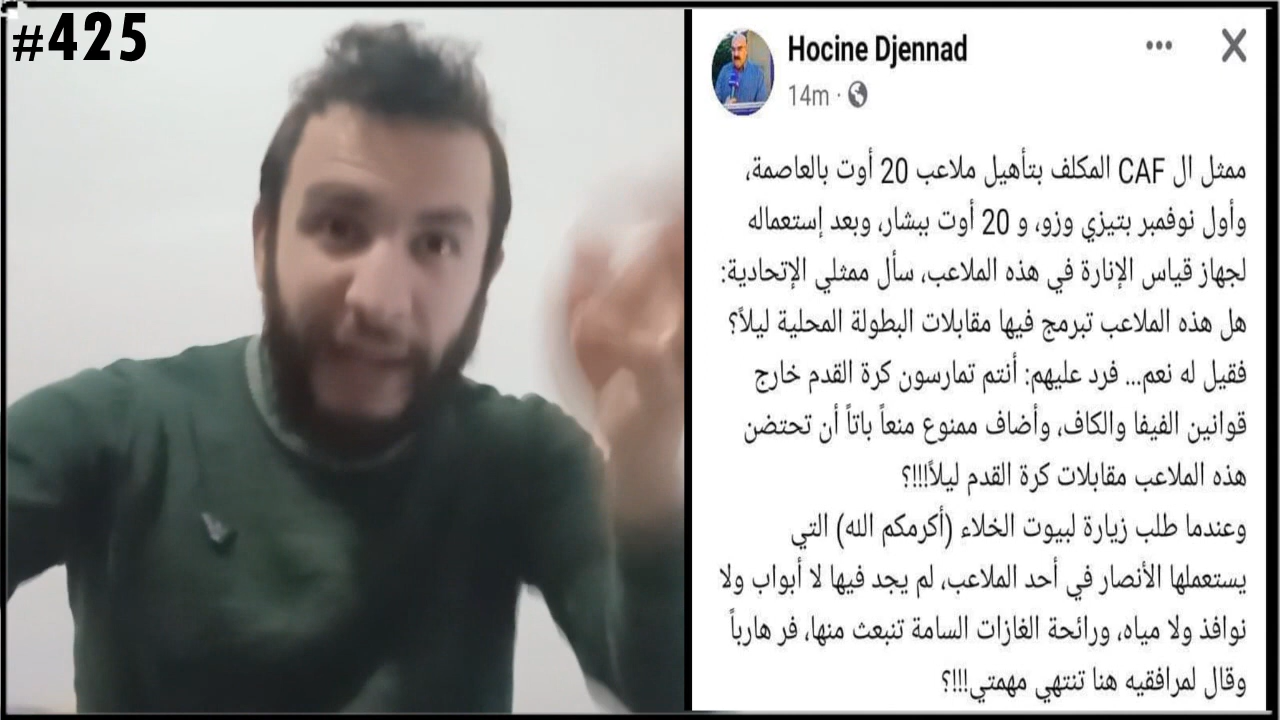 #425
Hocine Djennad
14m
ممثل ال CAF المكلف بتأهيل ملاعب 20 أوت بالعاصمة،
وأول نوفمبر بتيزي وزو، و 20 أوت ببشار، وبعد إستعماله
لجهاز قياس الإنارة في هذه الملاعب، سأل ممثلي الإتحادية:
هل هذه الملاعب تبرمج فيها مقابلات البطولة المحلية ليلاً؟
فقيل له نعم... فرد عليهم: أنتم تمارسون كرة القدم خارج
قوانين الفيفا والكاف، وأضاف ممنوع منعاً باتاً أن تحتضن
هذه الملاعب مقابلات كرة القدم ليلاً!!!؟
وعندما طلب زيارة لبيوت الخلاء (أكرمكم الله) التي
يستعملها الأنصار في أحد الملاعب، لم يجد فيها لا أبواب ولا
نوافذ ولا مياه، ورائحة الغازات السامة تنبعث منها، فر هارباً
وقال لمرافقيه هنا تنتهي مهمتي!!!؟